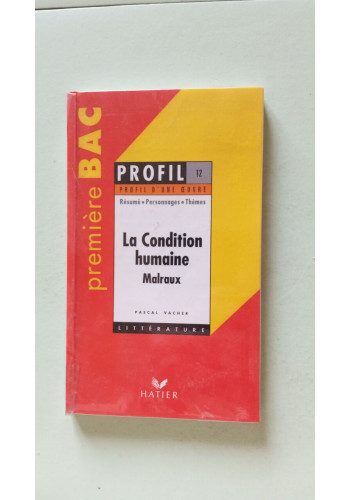 première BAC
PROFIL 12
PROFIL D'UNE ŒUVRE
Résumé • Personnages • Thèmes
La Condition
humaine
Malraux
PASCAL VACHER
LITTÉRATURE
HATIER